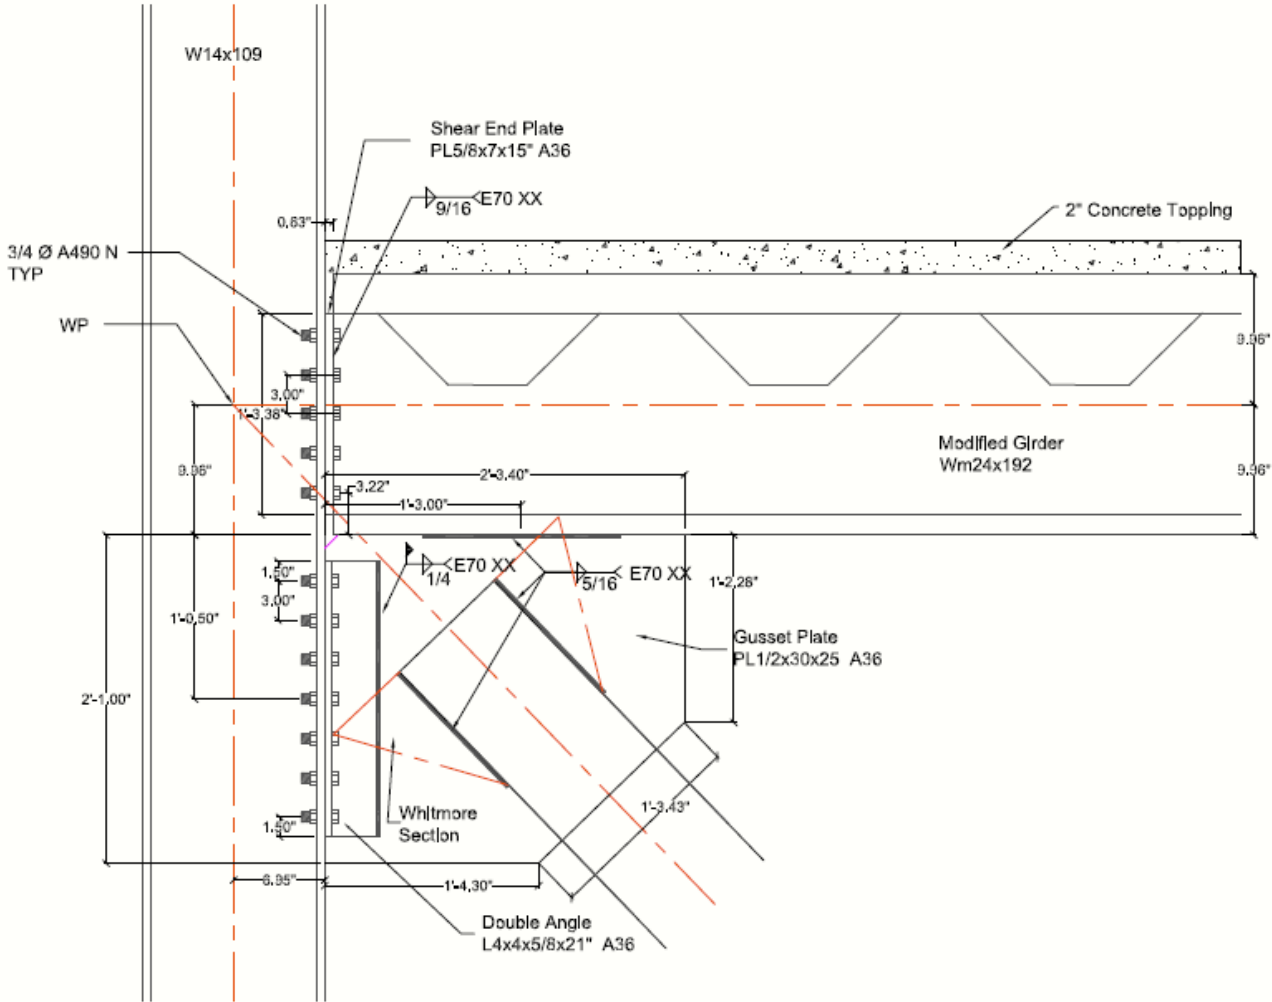 W14x109
Shear End Plate
PL5/8x7x15" A36
9/16
E70 XX
0.63"
2" Concrete Topping
3/4 Ø A490 N
TYP
WP
9.96"
3.00"
1'-3.38"
Modified Girder
Wm24x192
9.96"
9.96"
2'-3.40"
3.22"
1'-3.00"
1.50"
1/4
E70 XX
5/16
E70 XX
1'-2.28"
3.00"
1'-0.50"
Gusset Plate
PL1/2x30x25 A36
2'-1.00"
Whitmore
Section
1'-3.43"
1.50"
6.95"
1'-4.30"
Double Angle
L4x4x5/8x21" A36